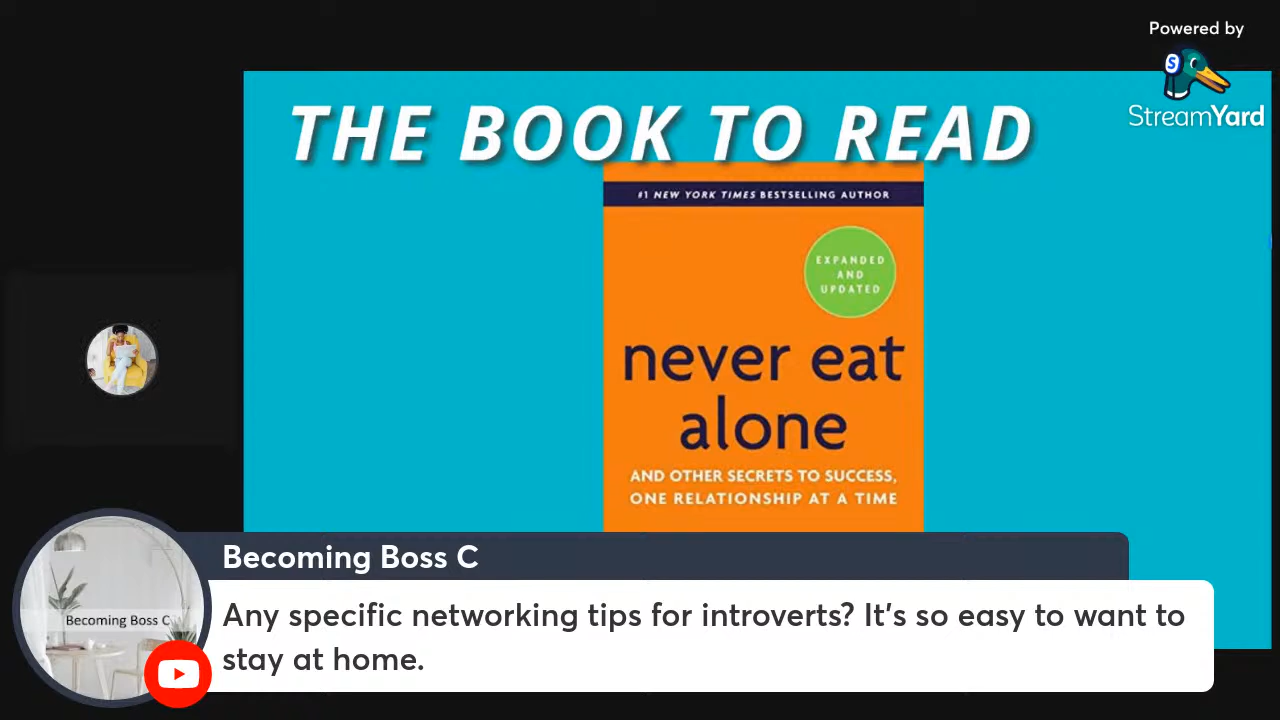 Powered by
S
StreamYard
THE BOOK TO READ
#1 NEW YORK TIMES BESTSELLING AUTHOR
EXPANDED
AND
UPDATED
never eat
alone
AND OTHER SECRETS TO SUCCESS,
ONE RELATIONSHIP AT A TIME
Becoming Boss C
Becoming Boss C
Any specific networking tips for introverts? It's so easy to want to
stay at home.